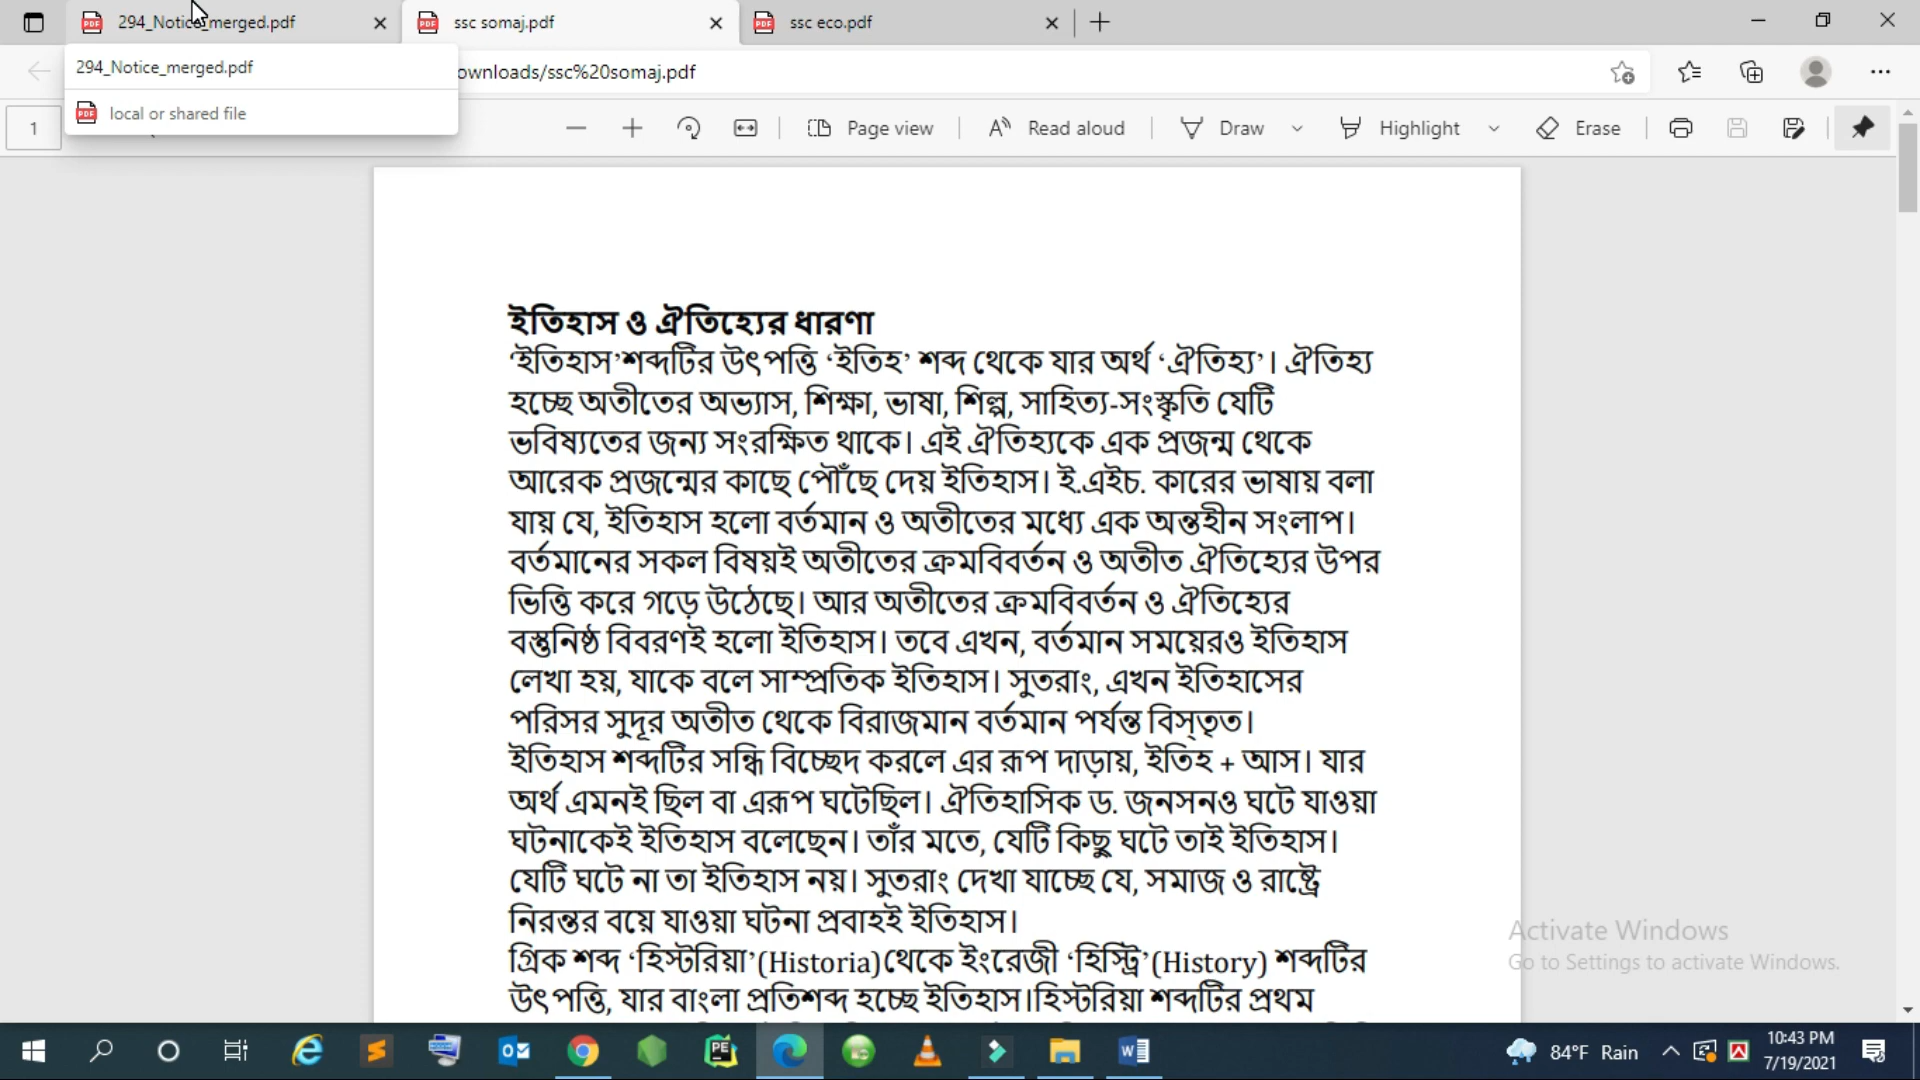 294_Notice_merged.pdf
ssc somaj.pdf
ssc eco.pdf
294_Notice_merged.pdf
ownloads/ssc%20somaj.pdf
local or shared file
1
Page view
Read aloud
Draw
Highlight
Erase
ইতিহাস ও ঐতিহ্যের ধারণা
‘ইতিহাস’শব্দটির উৎপত্তি ‘ইতিহ’ শব্দ থেকে যার অর্থ ‘ঐতিহ্য’। ঐতিহ্য
হচ্ছে অতীতের অভ্যাস, শিক্ষা, ভাষা, শিল্প, সাহিত্য-সংস্কৃতি যেটি
ভবিষ্যতের জন্য সংরক্ষিত থাকে। এই ঐতিহ্যকে এক প্রজন্ম থেকে
আরেক প্রজন্মের কাছে পৌঁছে দেয় ইতিহাস। ই.এইচ. কারের ভাষায় বলা
যায় যে, ইতিহাস হলো বর্তমান ও অতীতের মধ্যে এক অন্তহীন সংলাপ।
বর্তমানের সকল বিষয়ই অতীতের ক্রমবিবর্তন ও অতীত ঐতিহ্যের উপর
ভিত্তি করে গড়ে উঠেছে। আর অতীতের ক্রমবিবর্তন ও ঐতিহ্যের
বস্তুনিষ্ঠ বিবরণই হলো ইতিহাস। তবে এখন, বর্তমান সময়েরও ইতিহাস
লেখা হয়, যাকে বলে সাম্প্রতিক ইতিহাস। সুতরাং, এখন ইতিহাসের
পরিসর সুদূর অতীত থেকে বিরাজমান বর্তমান পর্যন্ত বিস্তৃত।
ইতিহাস শব্দটির সন্ধি বিচ্ছেদ করলে এর রূপ দাড়ায়, ইতিহ + আস। যার
অর্থ এমনই ছিল বা এরূপ ঘটেছিল। ঐতিহাসিক ড. জনসনও ঘটে যাওয়া
ঘটনাকেই ইতিহাস বলেছেন। তাঁর মতে, যেটি কিছু ঘটে তাই ইতিহাস।
যেটি ঘটে না তা ইতিহাস নয়। সুতরাং দেখা যাচ্ছে যে, সমাজ ও রাষ্ট্রে
নিরন্তর বয়ে যাওয়া ঘটনা প্রবাহই ইতিহাস।
গ্রিক শব্দ ‘হিস্টরিয়া’(Historia)থেকে ইংরেজী ‘হিস্ট্রি’(History) শব্দটির
উৎপত্তি, যার বাংলা প্রতিশব্দ হচ্ছে ইতিহাস।হিস্টরিয়া শব্দটির প্রথম
Activate Windows
Go to Settings to activate Windows.
84°F Rain
10:43 PM
7/19/2021